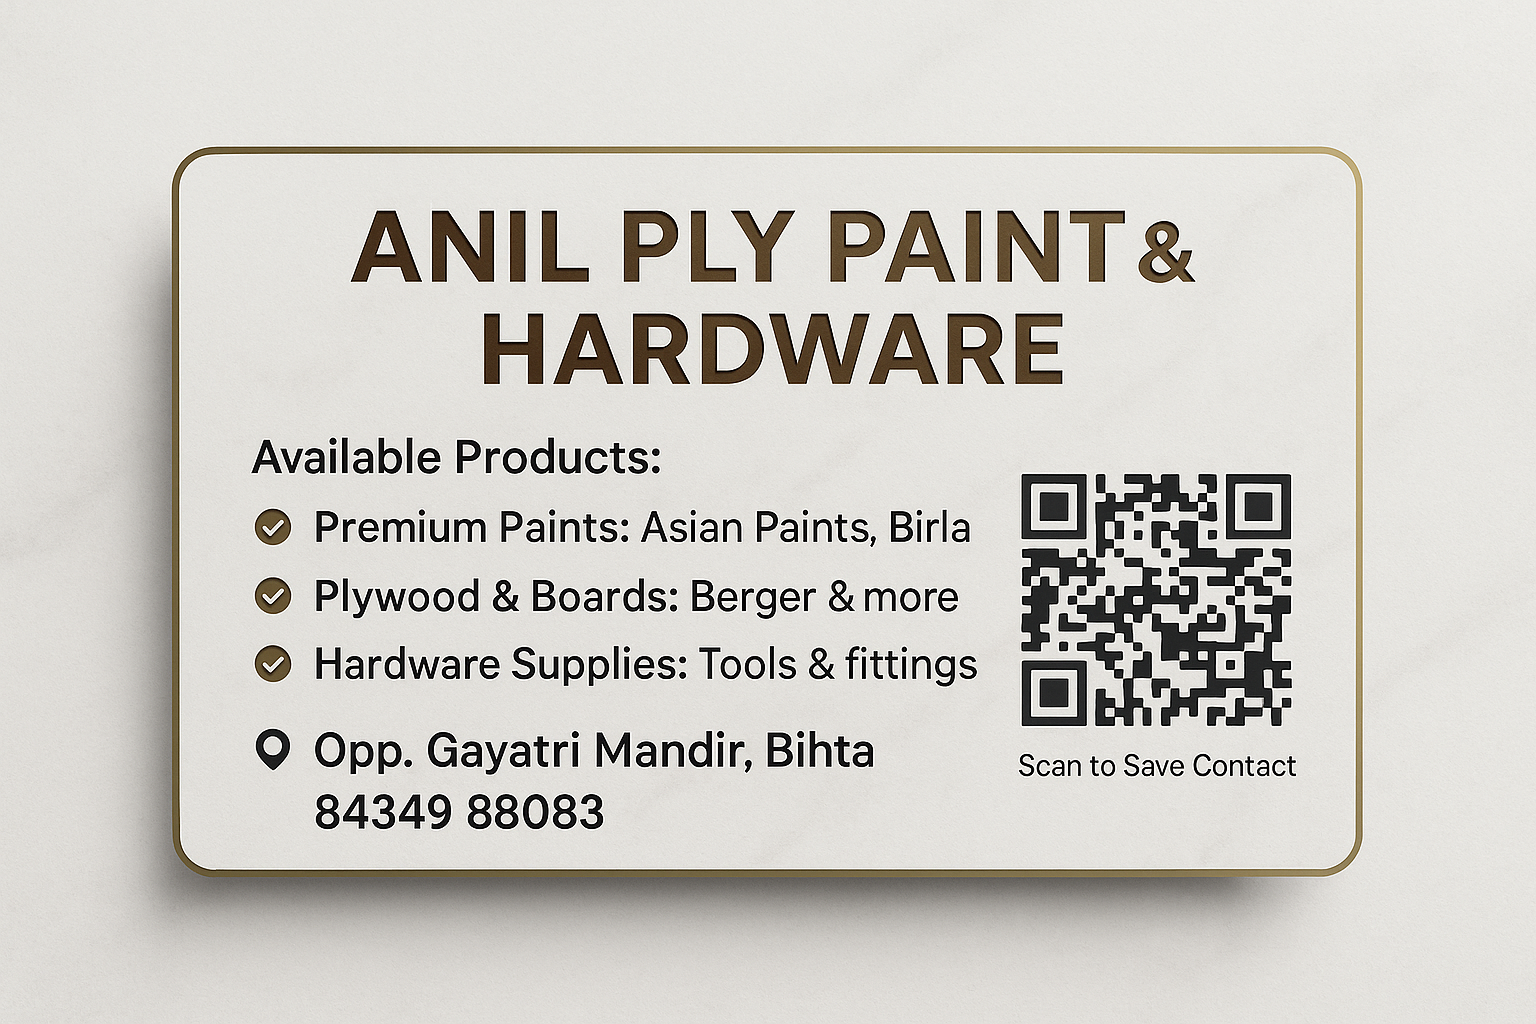 ANIL PLY PAINT &
HARDWARE
Available Products:
Premium Paints: Asian Paints, Birla
Plywood & Boards: Berger & more
Hardware Supplies: Tools & fittings
Opp. Gayatri Mandir, Bihta
84349 88083
Scan to Save Contact